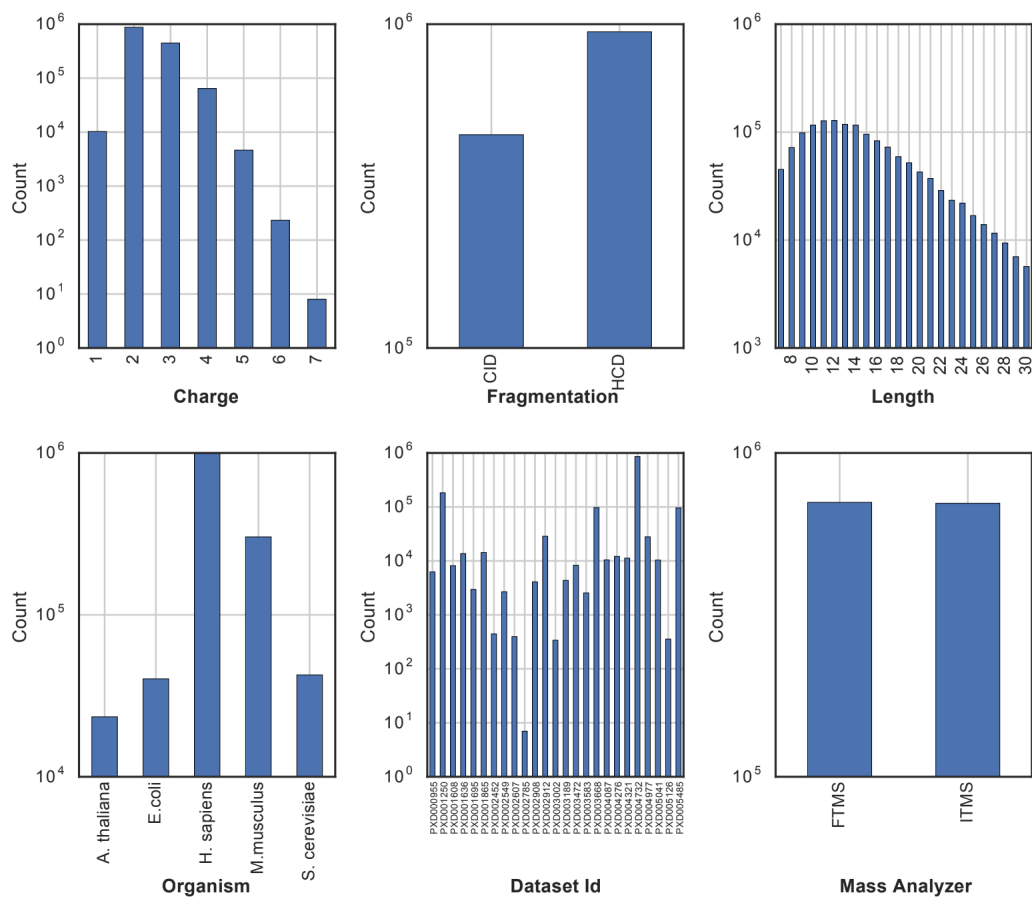 10^6
10^5
10^4
10^3
10^2
10^1
10^0
Count
1 2 3 4 5 6 7
Charge
10^6
10^5
Count
CID HCD
Fragmentation
10^6
10^5
10^4
10^3
Count
8 10 12 14 16 18 20 22 24 26 28 30
Length
10^6
10^5
10^4
Count
A. thaliana E.coli H. sapiens M.musculus S. cerevisiae
Organism
10^6
10^5
10^4
10^3
10^2
10^1
10^0
Count
PXD000955 PXD001250 PXD001608 PXD001636 PXD001695 PXD001865 PXD002452 PXD002549 PXD002607 PXD002785 PXD002908 PXD002912 PXD003002 PXD003189 PXD003472 PXD003583 PXD003668 PXD004087 PXD004276 PXD004321 PXD004732 PXD004977 PXD005041 PXD005126 PXD005485
Dataset Id
10^6
10^5
Count
FTMS ITMS
Mass Analyzer